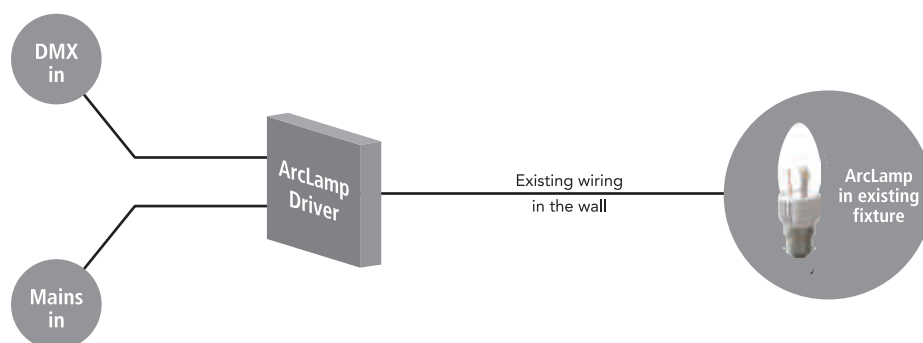 DMX
in
ArcLamp
Driver
Existing wiring
in the wall
ArcLamp
in existing
fixture
Mains
in